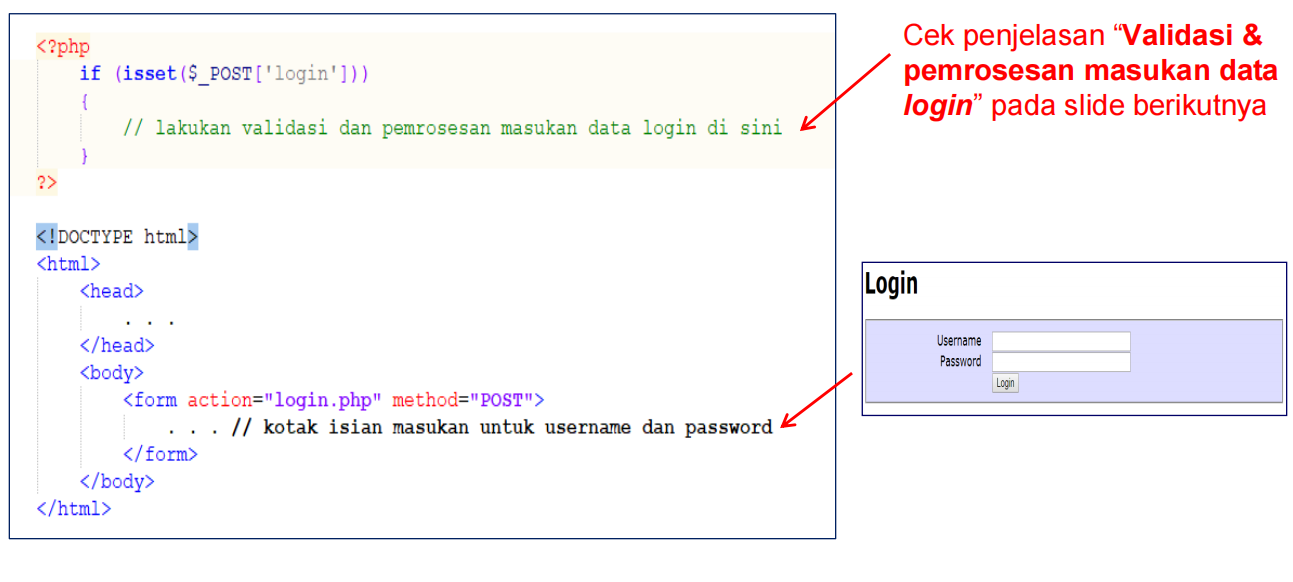 <?php
if (isset($_POST['login']))
{
// lakukan validasi dan pemrosesan masukan data login di sini
}
?>
<!DOCTYPE html>
<html>
<head>
. . .
</head>
<body>
<form action="login.php" method="POST">
. . . // kotak isian masukan untuk username dan password
</form>
</body>
</html>
Cek penjelasan “Validasi &
pemrosesan masukan data
login” pada slide berikutnya
Login
Username
Password
Login